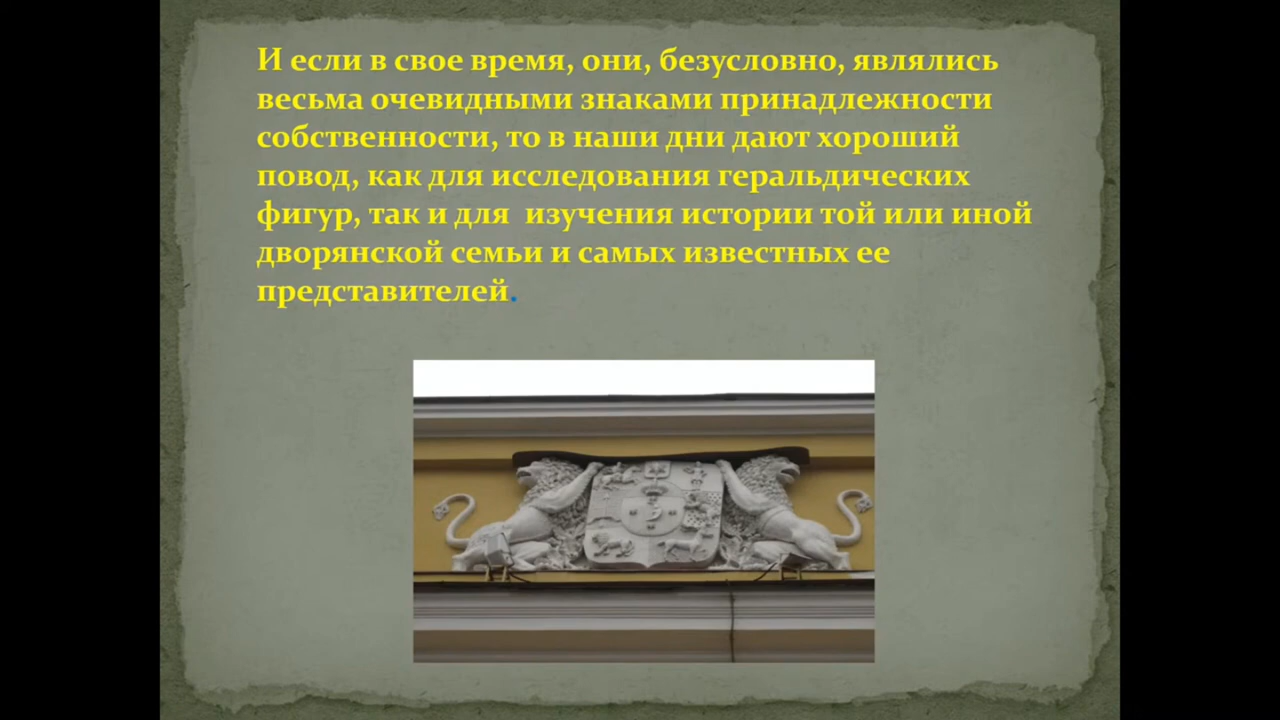 И если в свое время, они, безусловно, являлись
весьма очевидными знаками принадлежности
собственности, то в наши дни дают хороший
повод, как для исследования геральдических
фигур, так и для  изучения истории той или иной
дворянской семьи и самых известных ее
представителей.